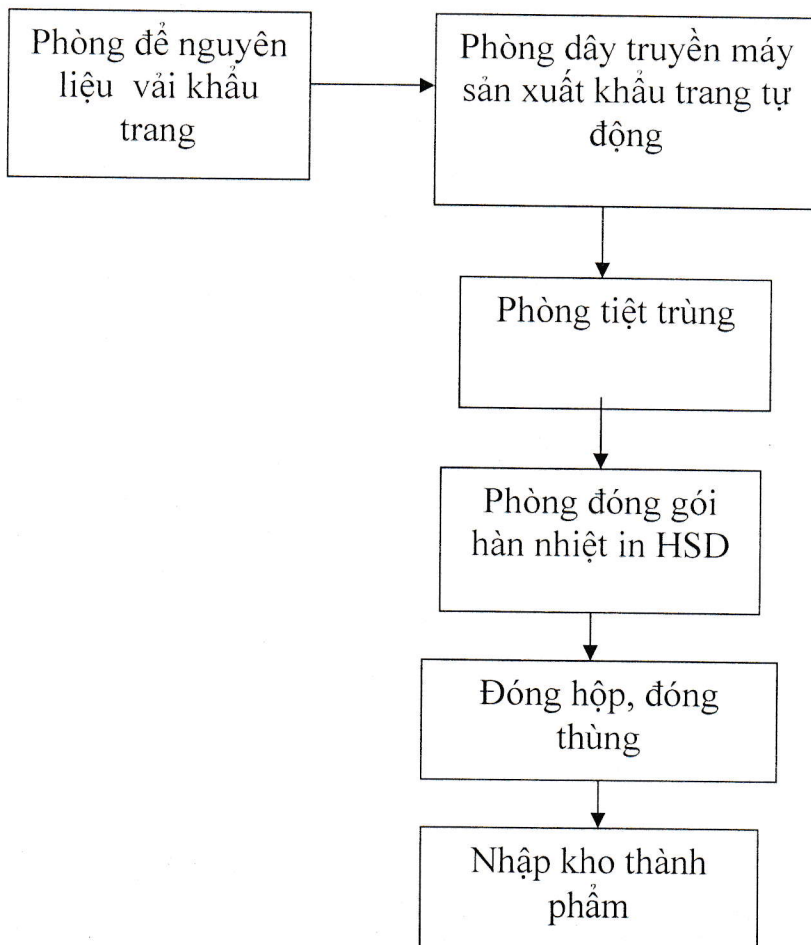 Phòng để nguyên
liệu vải khẩu
trang
Phòng dây truyền máy
sản xuất khẩu trang tự
động
Phòng tiệt trùng
Phòng đóng gói
hàn nhiệt in HSD
Đóng hộp, đóng
thùng
Nhập kho thành
phẩm